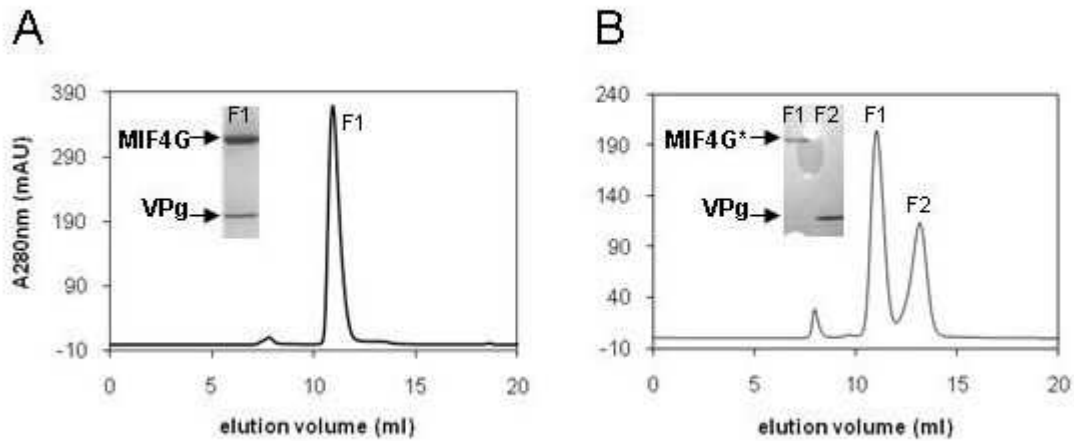 A
390
290
190
90
-10
A280nm (mAU)
MIF4G
VPg
F1
F1
0
5
10
15
20
elution volume (ml)
B
240
190
140
90
40
-10
MIF4G*
VPg
F1 F2
F1
F2
0
5
10
15
20
elution volume (ml)